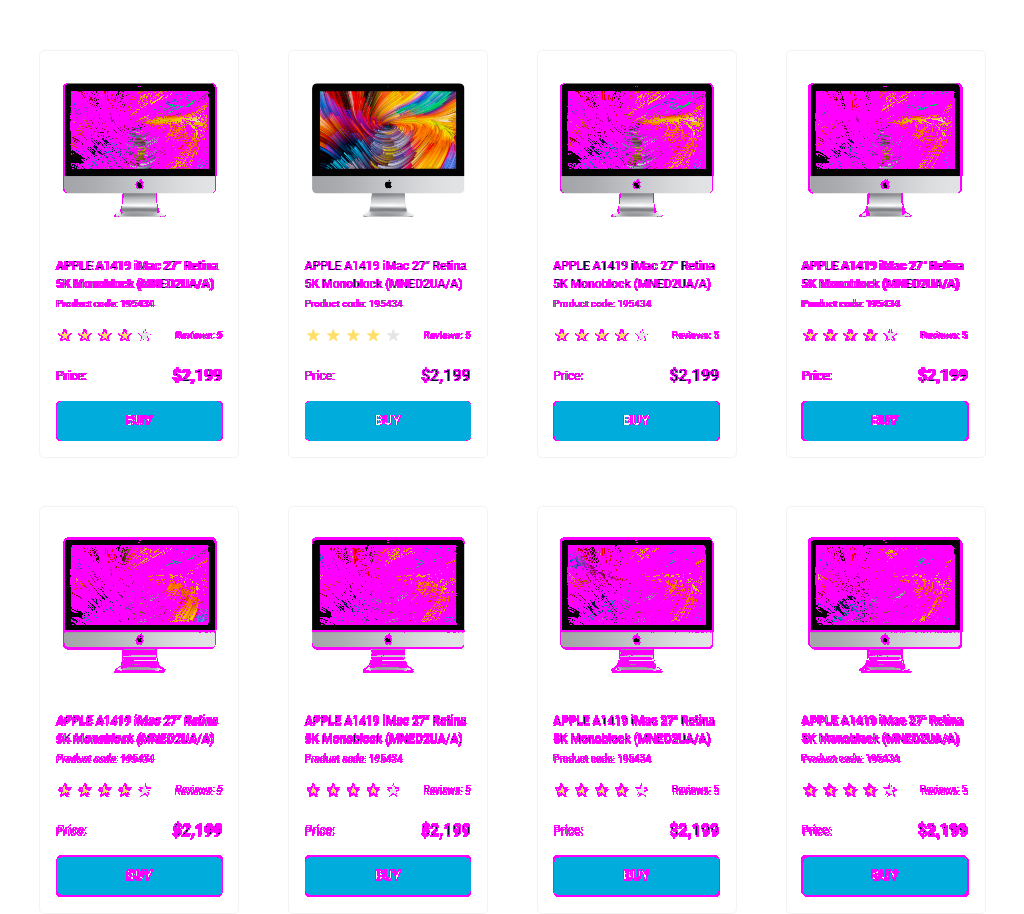 APPLE A1419 iMac 27" Retina
5K Monoblock (MNED2UA/A)
Product code: 195434
Reviews: 5
Price: $2,199
BUY
APPLE A1419 iMac 27" Retina
5K Monoblock (MNED2UA/A)
Product code: 195434
Reviews: 5
Price: $2,199
BUY
APPLE A1419 iMac 27" Retina
5K Monoblock (MNED2UA/A)
Product code: 195434
Reviews: 5
Price: $2,199
BUY
APPLE A1419 iMac 27" Retina
5K Monoblock (MNED2UA/A)
Product code: 195434
Reviews: 5
Price: $2,199
BUY
APPLE A1419 iMac 27" Retina
5K Monoblock (MNED2UA/A)
Product code: 195434
Reviews: 5
Price: $2,199
BUY
APPLE A1419 iMac 27" Retina
5K Monoblock (MNED2UA/A)
Product code: 195434
Reviews: 5
Price: $2,199
BUY
APPLE A1419 iMac 27" Retina
5K Monoblock (MNED2UA/A)
Product code: 195434
Reviews: 5
Price: $2,199
BUY
APPLE A1419 iMac 27" Retina
5K Monoblock (MNED2UA/A)
Product code: 195434
Reviews: 5
Price: $2,199
BUY